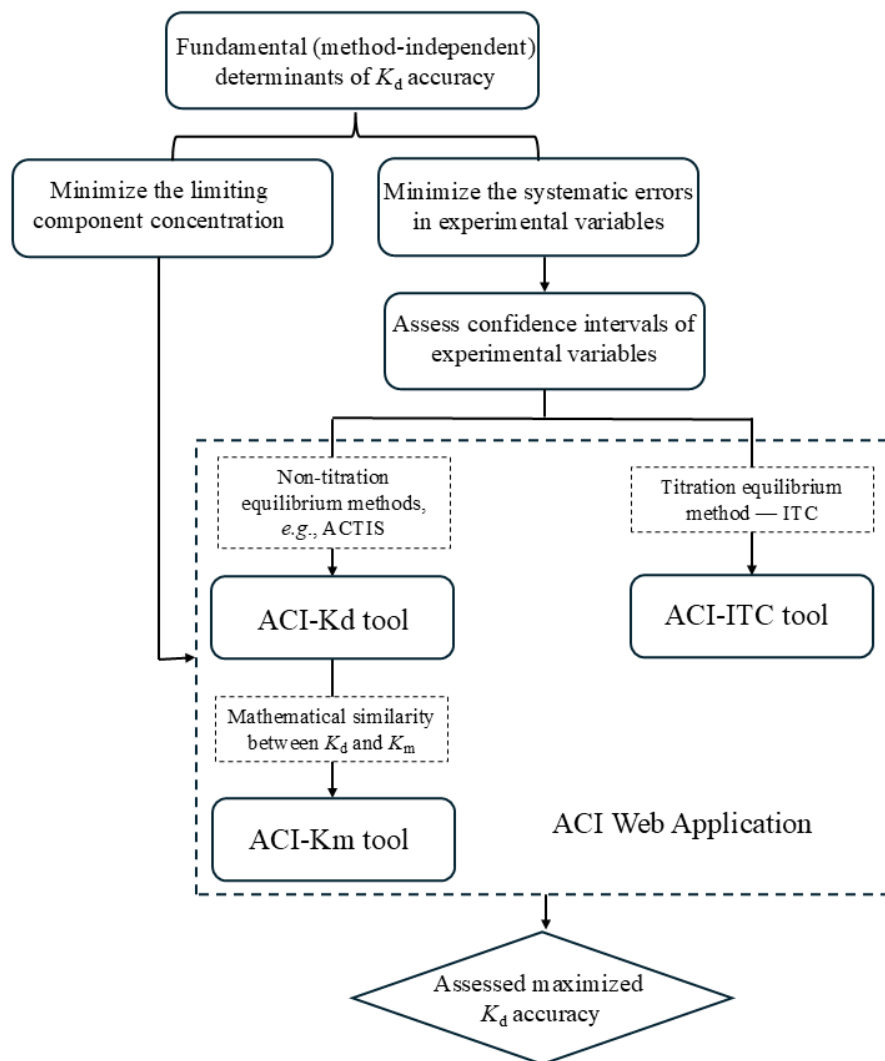 Fundamental (method-independent)
determinants of Kd accuracy
Minimize the limiting
component concentration
Minimize the systematic errors
in experimental variables
Assess confidence intervals of
experimental variables
Non-titration
equilibrium methods,
e.g., ACTIS
Titration equilibrium
method — ITC
ACI-Kd tool
ACI-ITC tool
Mathematical similarity
between Kd and Km
ACI-Km tool
ACI Web Application
Assessed maximized
Kd accuracy